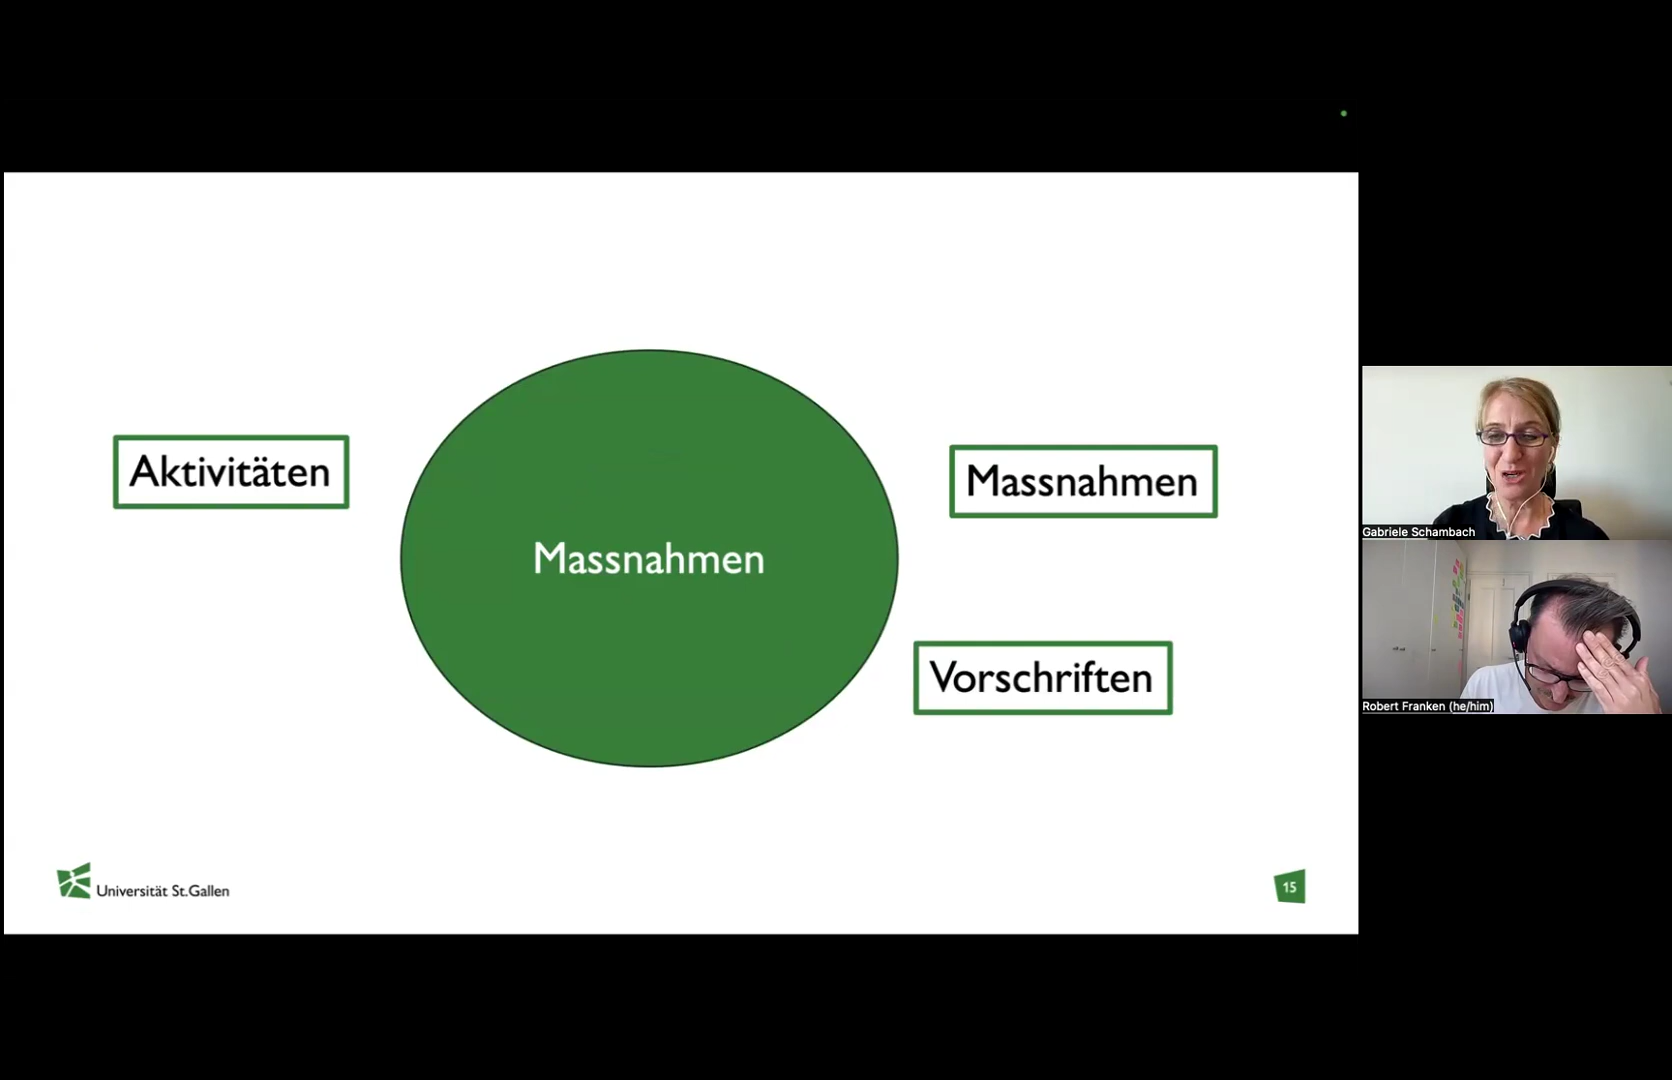 Aktivitäten
Massnahmen
Massnahmen
Vorschriften
Universität St.Gallen
15
Gabriele Schambach
Robert Franken (he/him)